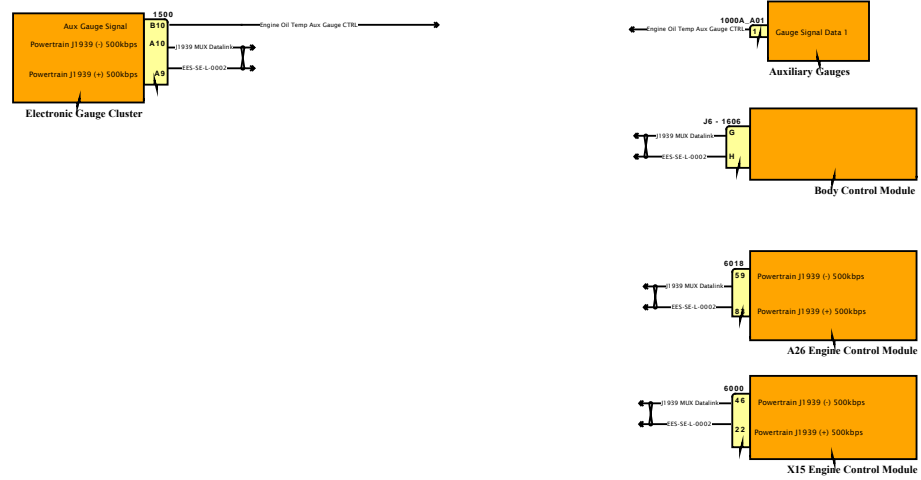 1500
Aux Gauge Signal
B10
Engine Oil Temp Aux Gauge CTRL
Powertrain J1939 (-) 500kbps
A10
J1939 MUX Datalink
Powertrain J1939 (+) 500kbps
A9
EES-SE-L-0002
Electronic Gauge Cluster
1000A_A01
Engine Oil Temp Aux Gauge CTRL
1
Gauge Signal Data 1
Auxiliary Gauges
J6 - 1606
J1939 MUX Datalink
G
EES-SE-L-0002
H
Body Control Module
6018
59
Powertrain J1939 (-) 500kbps
J1939 MUX Datalink
EES-SE-L-0002
Powertrain J1939 (+) 500kbps
A26 Engine Control Module
6000
J1939 MUX Datalink
46
Powertrain J1939 (-) 500kbps
EES-SE-L-0002
22
Powertrain J1939 (+) 500kbps
X15 Engine Control Module